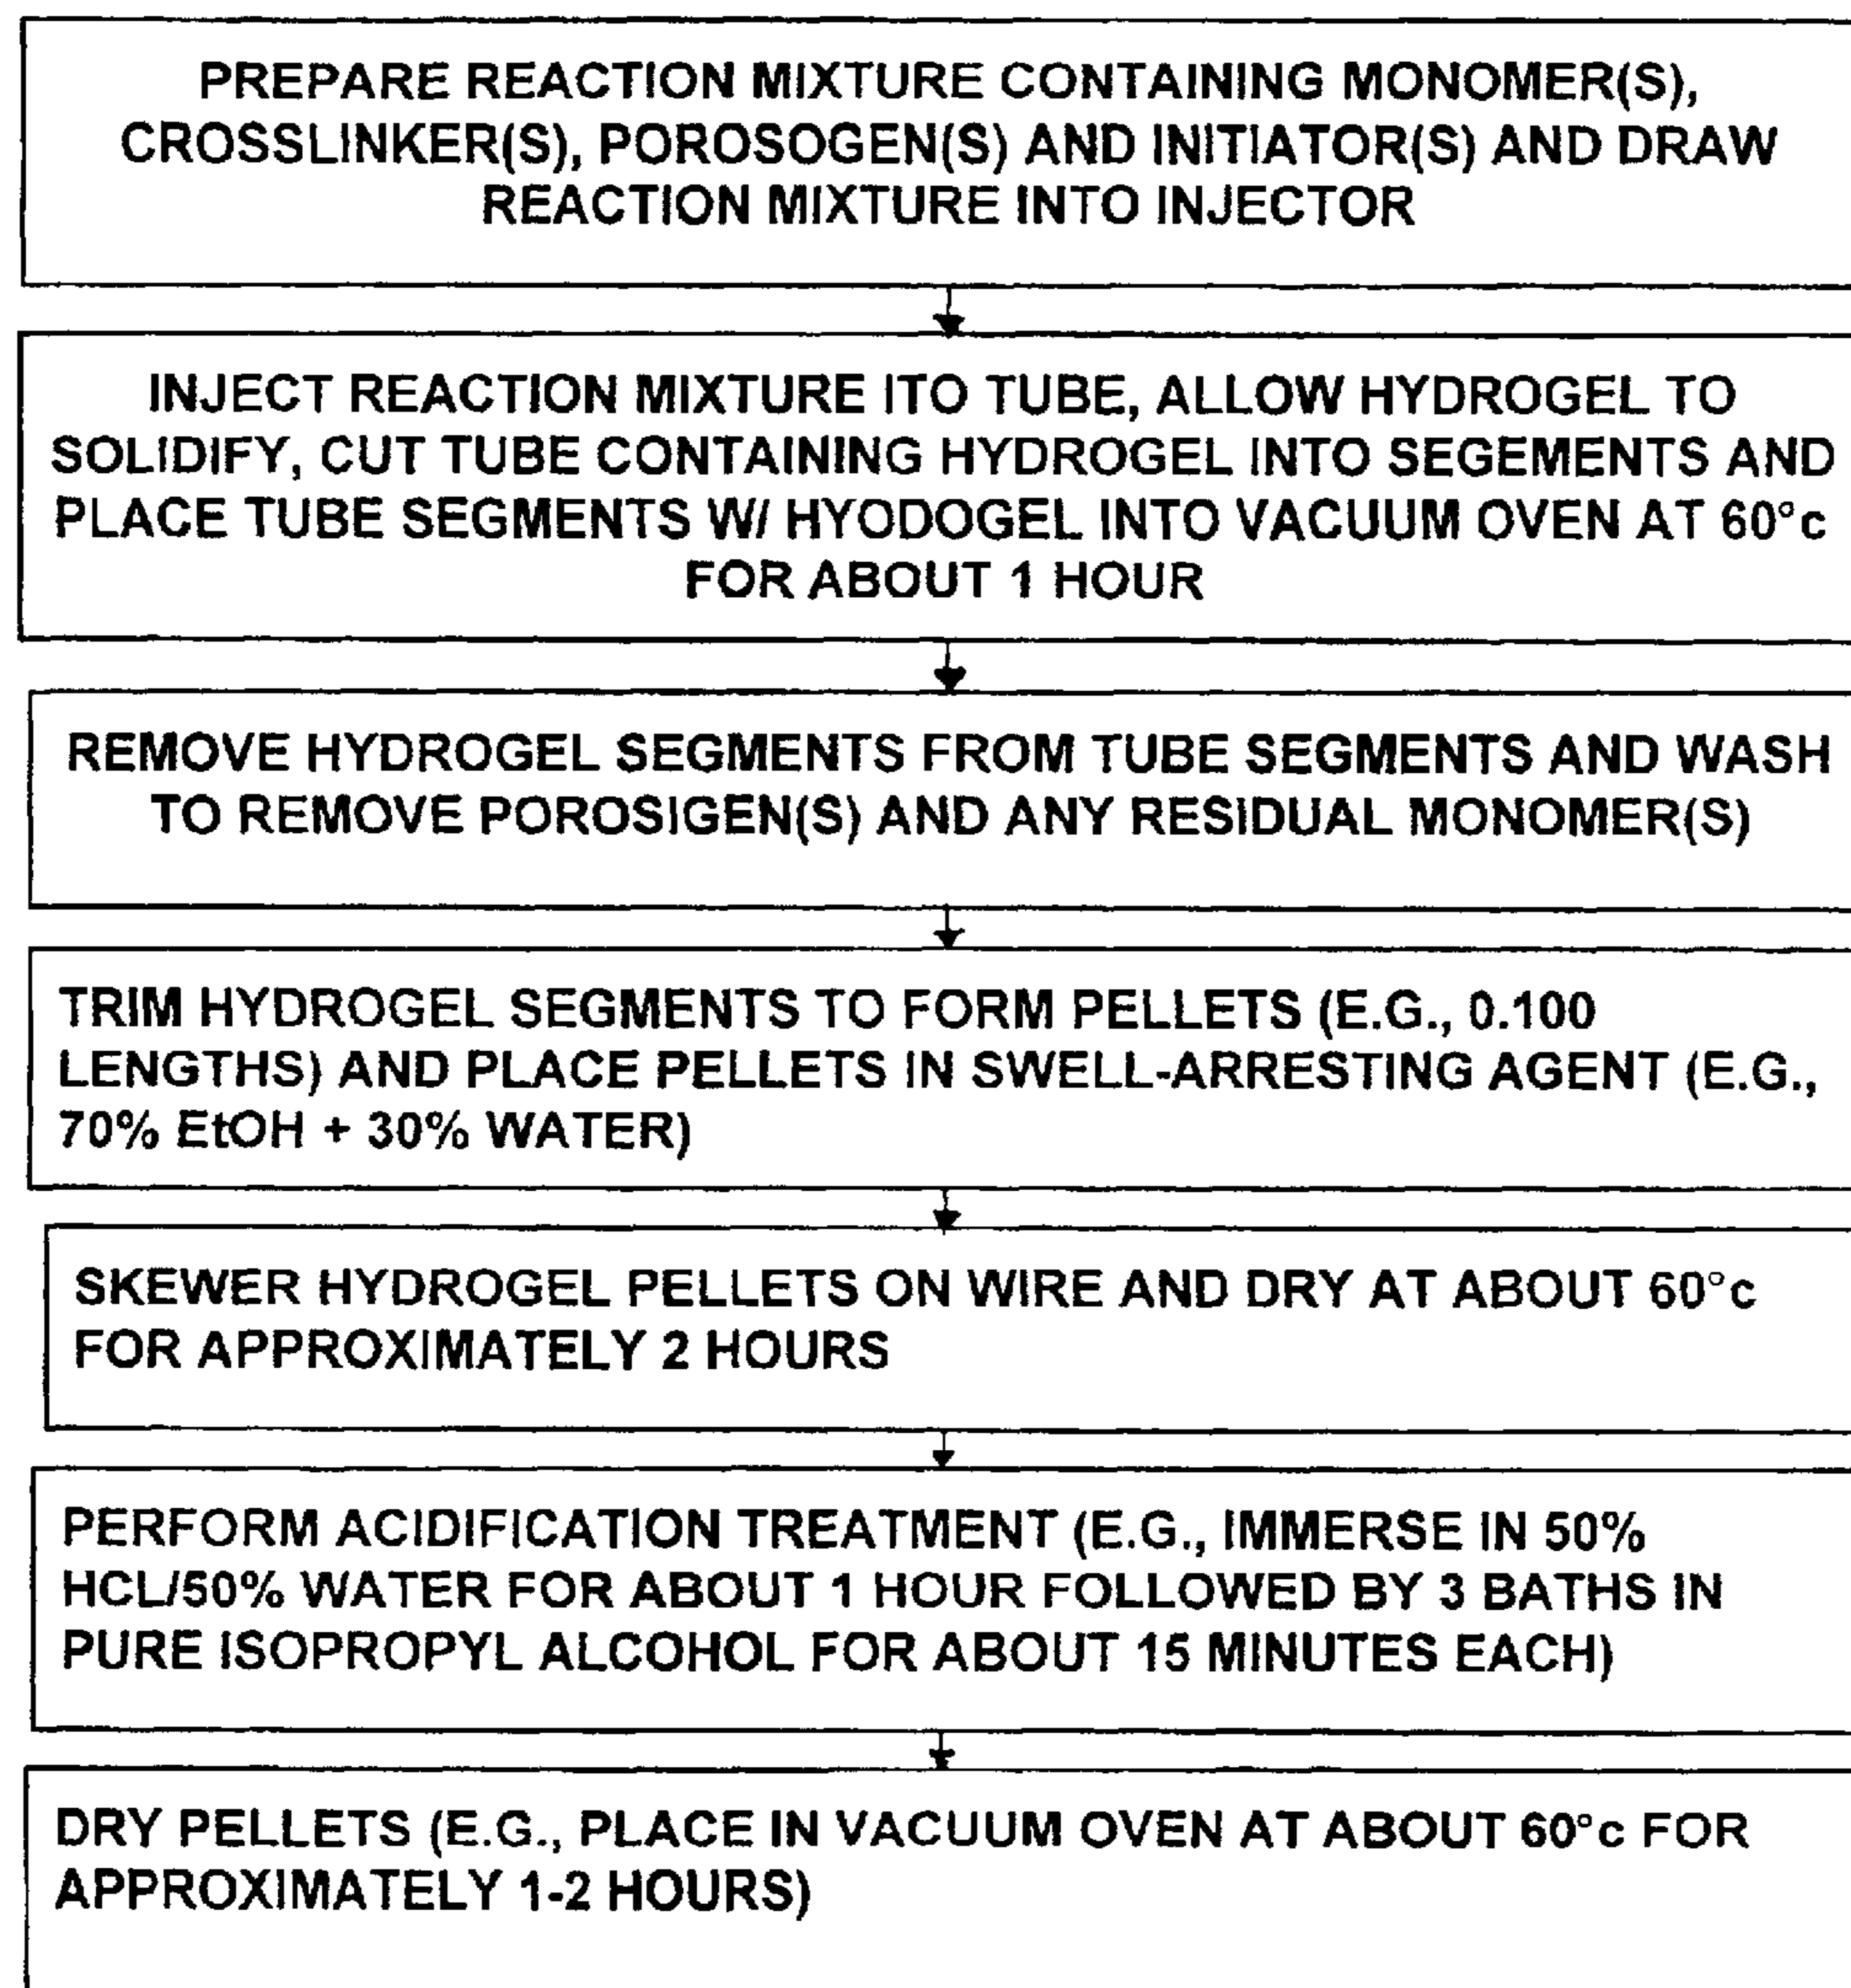 PREPARE REACTION MIXTURE CONTAINING MONOMER(S),
CROSSLINKER(S), POROSOGEN(S) AND INITIATOR(S) AND DRAW
REACTION MIXTURE INTO INJECTOR
INJECT REACTION MIXTURE ITO TUBE, ALLOW HYDROGEL TO
SOLIDIFY, CUT TUBE CONTAINING HYDROGEL INTO SEGEMENTS AND
PLACE TUBE SEGMENTS W/ HYODOGEL INTO VACUUM OVEN AT 60°c
FOR ABOUT 1 HOUR
REMOVE HYDROGEL SEGMENTS FROM TUBE SEGMENTS AND WASH
TO REMOVE POROSIGEN(S) AND ANY RESIDUAL MONOMER(S)
TRIM HYDROGEL SEGMENTS TO FORM PELLETS (E.G., 0.100
LENGTHS) AND PLACE PELLETS IN SWELL-ARRESTING AGENT (E.G.,
70% EtOH + 30% WATER)
SKEWER HYDROGEL PELLETS ON WIRE AND DRY AT ABOUT 60°c
FOR APPROXIMATELY 2 HOURS
PERFORM ACIDIFICATION TREATMENT (E.G., IMMERSE IN 50%
HCL/50% WATER FOR ABOUT 1 HOUR FOLLOWED BY 3 BATHS IN
PURE ISOPROPYL ALCOHOL FOR ABOUT 15 MINUTES EACH)
DRY PELLETS (E.G., PLACE IN VACUUM OVEN AT ABOUT 60°c FOR
APPROXIMATELY 1-2 HOURS)